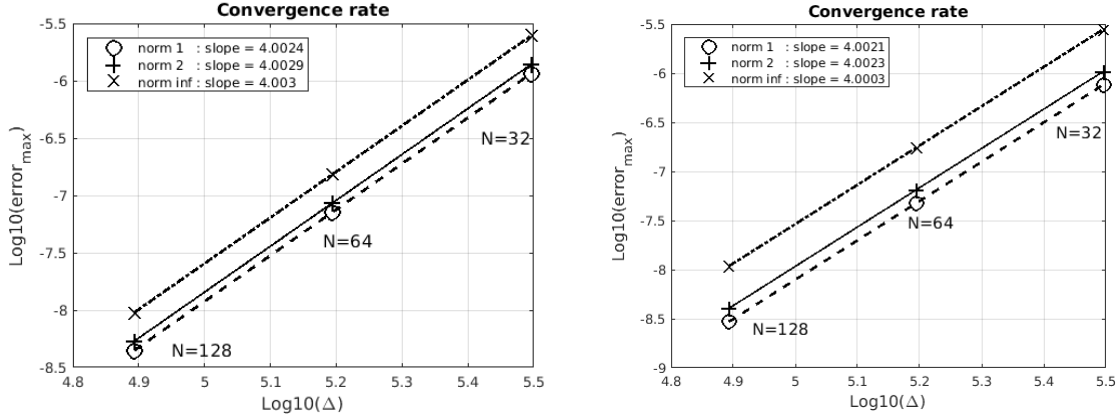 Convergence rate
norm 1 : slope = 4.0024
norm 2 : slope = 4.0029
norm inf : slope = 4.003
-5.5
-6
-6.5
-7
-7.5
-8
-8.5
Log10(error_max)
N=32
N=64
N=128
4.8 4.9 5 5.1 5.2 5.3 5.4 5.5
Log10(Δ)
Convergence rate
norm 1 : slope = 4.0021
norm 2 : slope = 4.0023
norm inf : slope = 4.0003
-5.5
-6
-6.5
-7
-7.5
-8
-8.5
-9
Log10(error_max)
N=32
N=64
N=128
4.8 4.9 5 5.1 5.2 5.3 5.4 5.5
Log10(Δ)